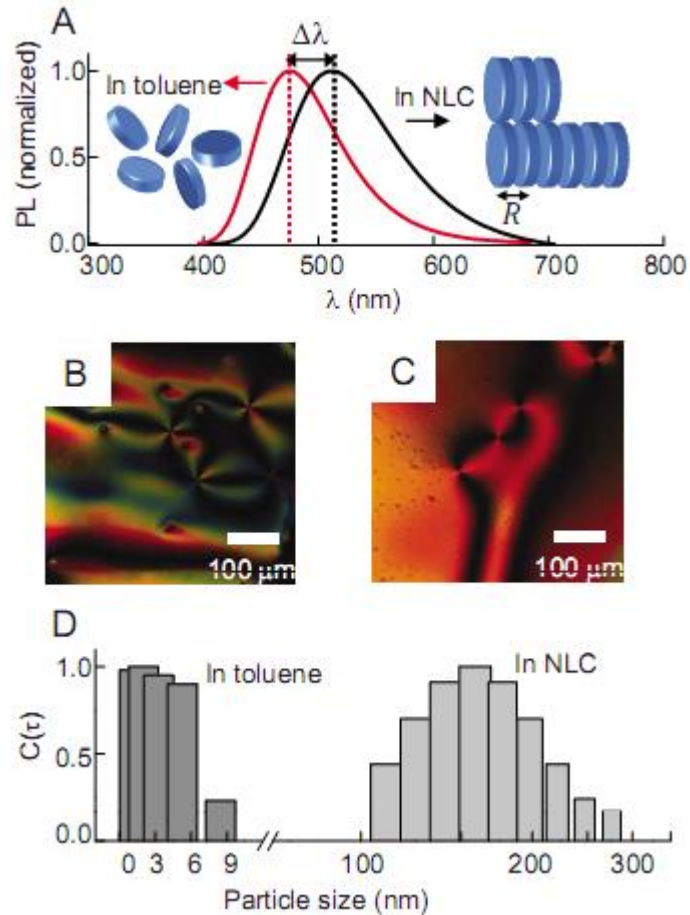 A
Δλ
In toluene
In NLC
R
PL (normalized)
1.0
0.5
0.0
300 400 500 600 700 800
λ (nm)
B
100 μm
C
100 μm
D
In toluene
In NLC
C(τ)
1.0
0.5
0.0
0 3 6 9 100 200 300
Particle size (nm)